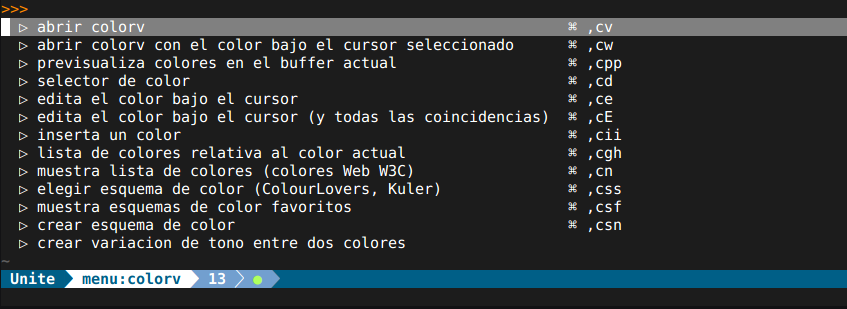 >>>
▷ abrir colorv ⌘ ,cv
▷ abrir colorv con el color bajo el cursor seleccionado ⌘ ,cw
▷ previsualiza colores en el buffer actual ⌘ ,cpp
▷ selector de color ⌘ ,cd
▷ edita el color bajo el cursor ⌘ ,ce
▷ edita el color bajo el cursor (y todas las coincidencias) ⌘ ,cE
▷ inserta un color ⌘ ,cii
▷ lista de colores relativa al color actual ⌘ ,cgh
▷ muestra lista de colores (colores Web W3C) ⌘ ,cn
▷ elegir esquema de color (ColourLovers, Kuler) ⌘ ,css
▷ muestra esquemas de color favoritos ⌘ ,csf
▷ crear esquema de color ⌘ ,csn
▷ crear variacion de tono entre dos colores
~
Unite menu:colorv 13 ●